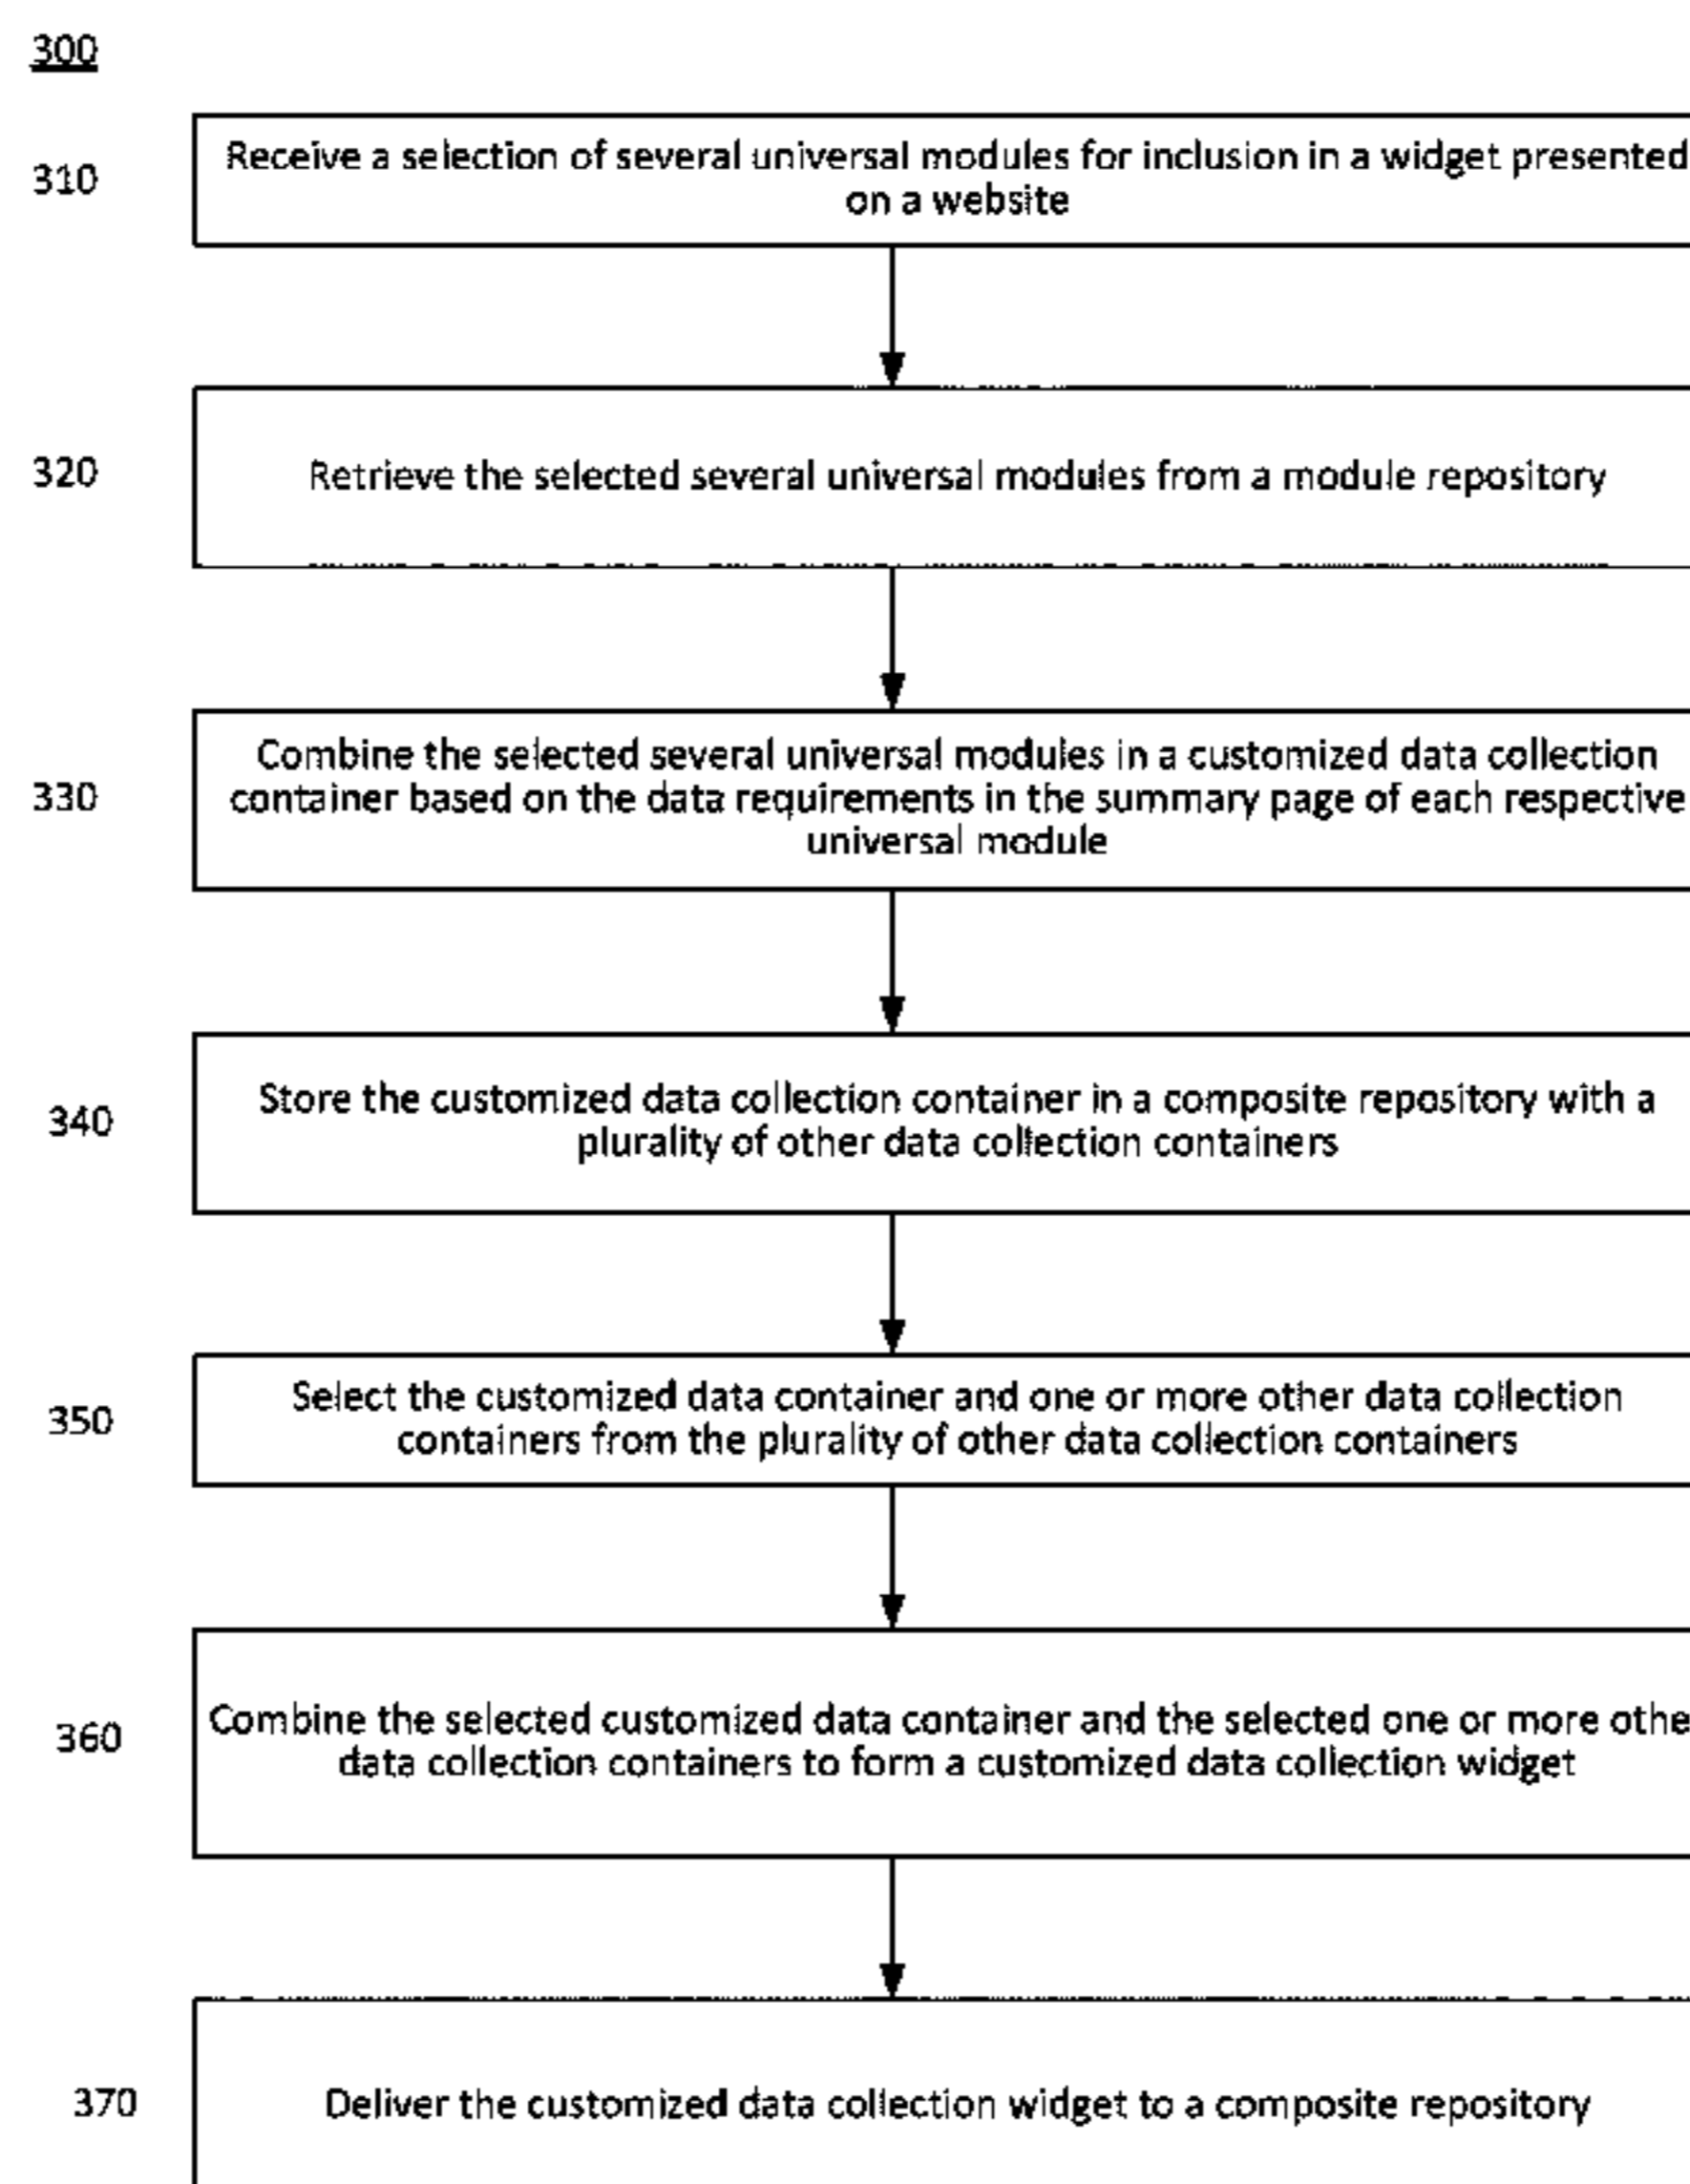 300
310
Receive a selection of several universal modules for inclusion in a widget presented
on a website
320
Retrieve the selected several universal modules from a module repository
330
Combine the selected several universal modules in a customized data collection
container based on the data requirements in the summary page of each respective
universal module
340
Store the customized data collection container in a composite repository with a
plurality of other data collection containers
350
Select the customized data container and one or more other data collection
containers from the plurality of other data collection containers
360
Combine the selected customized data container and the selected one or more othe
data collection containers to form a customized data collection widget
370
Deliver the customized data collection widget to a composite repository